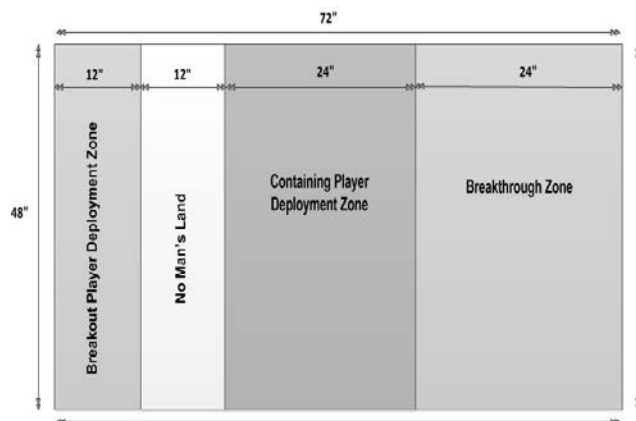 72"
12"
12"
24"
24"
48"
Breakout Player Deployment Zone
No Man's Land
Containing Player
Deployment Zone
Breakthrough Zone